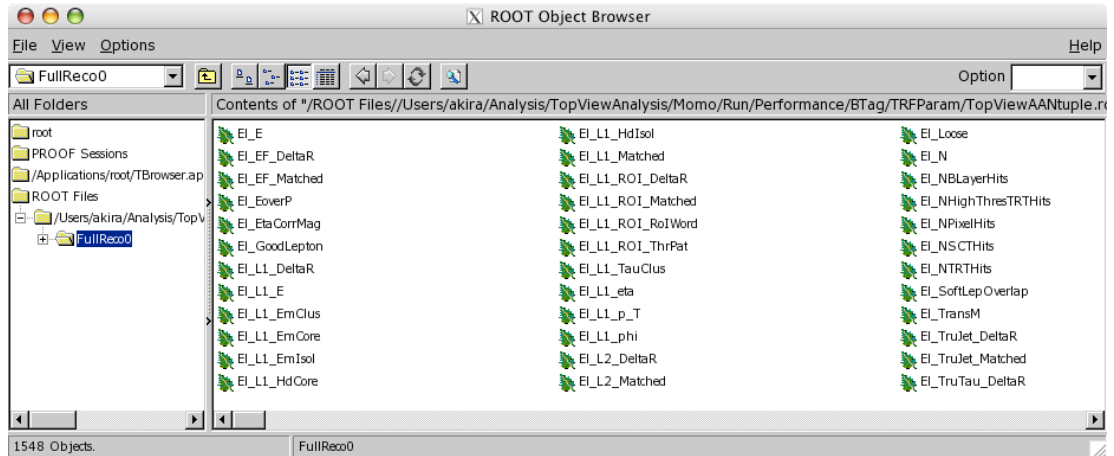 X ROOT Object Browser
File View Options Help
FullReco0 Option
All Folders
Contents of "/ROOT Files//Users/akira/Analysis/TopViewAnalysis/Momo/Run/Performance/BTag/TRFParam/TopViewAANtuple.ro
root
PROOF Sessions
/Applications/root/TBrowser.ap
ROOT Files
/Users/akira/Analysis/TopV
FullReco0
El_E
El_EF_DeltaR
El_EF_Matched
El_EoverP
El_EtaCorrMag
El_GoodLepton
El_L1_DeltaR
El_L1_E
El_L1_EmClus
El_L1_EmCore
El_L1_EmIsol
El_L1_HdCore
El_L1_HdIsol
El_L1_Matched
El_L1_ROI_DeltaR
El_L1_ROI_Matched
El_L1_ROI_RoIWord
El_L1_ROI_ThrPat
El_L1_TauClus
El_L1_eta
El_L1_p_T
El_L1_phi
El_L2_DeltaR
El_L2_Matched
El_Loose
El_N
El_NBLayerHits
El_NHighThresTRTHits
El_NPixelHits
El_NSCTHits
El_NTRTHits
El_SoftLepOverlap
El_TransM
El_TruJet_DeltaR
El_TruJet_Matched
El_TruTau_DeltaR
1548 Objects. FullReco0